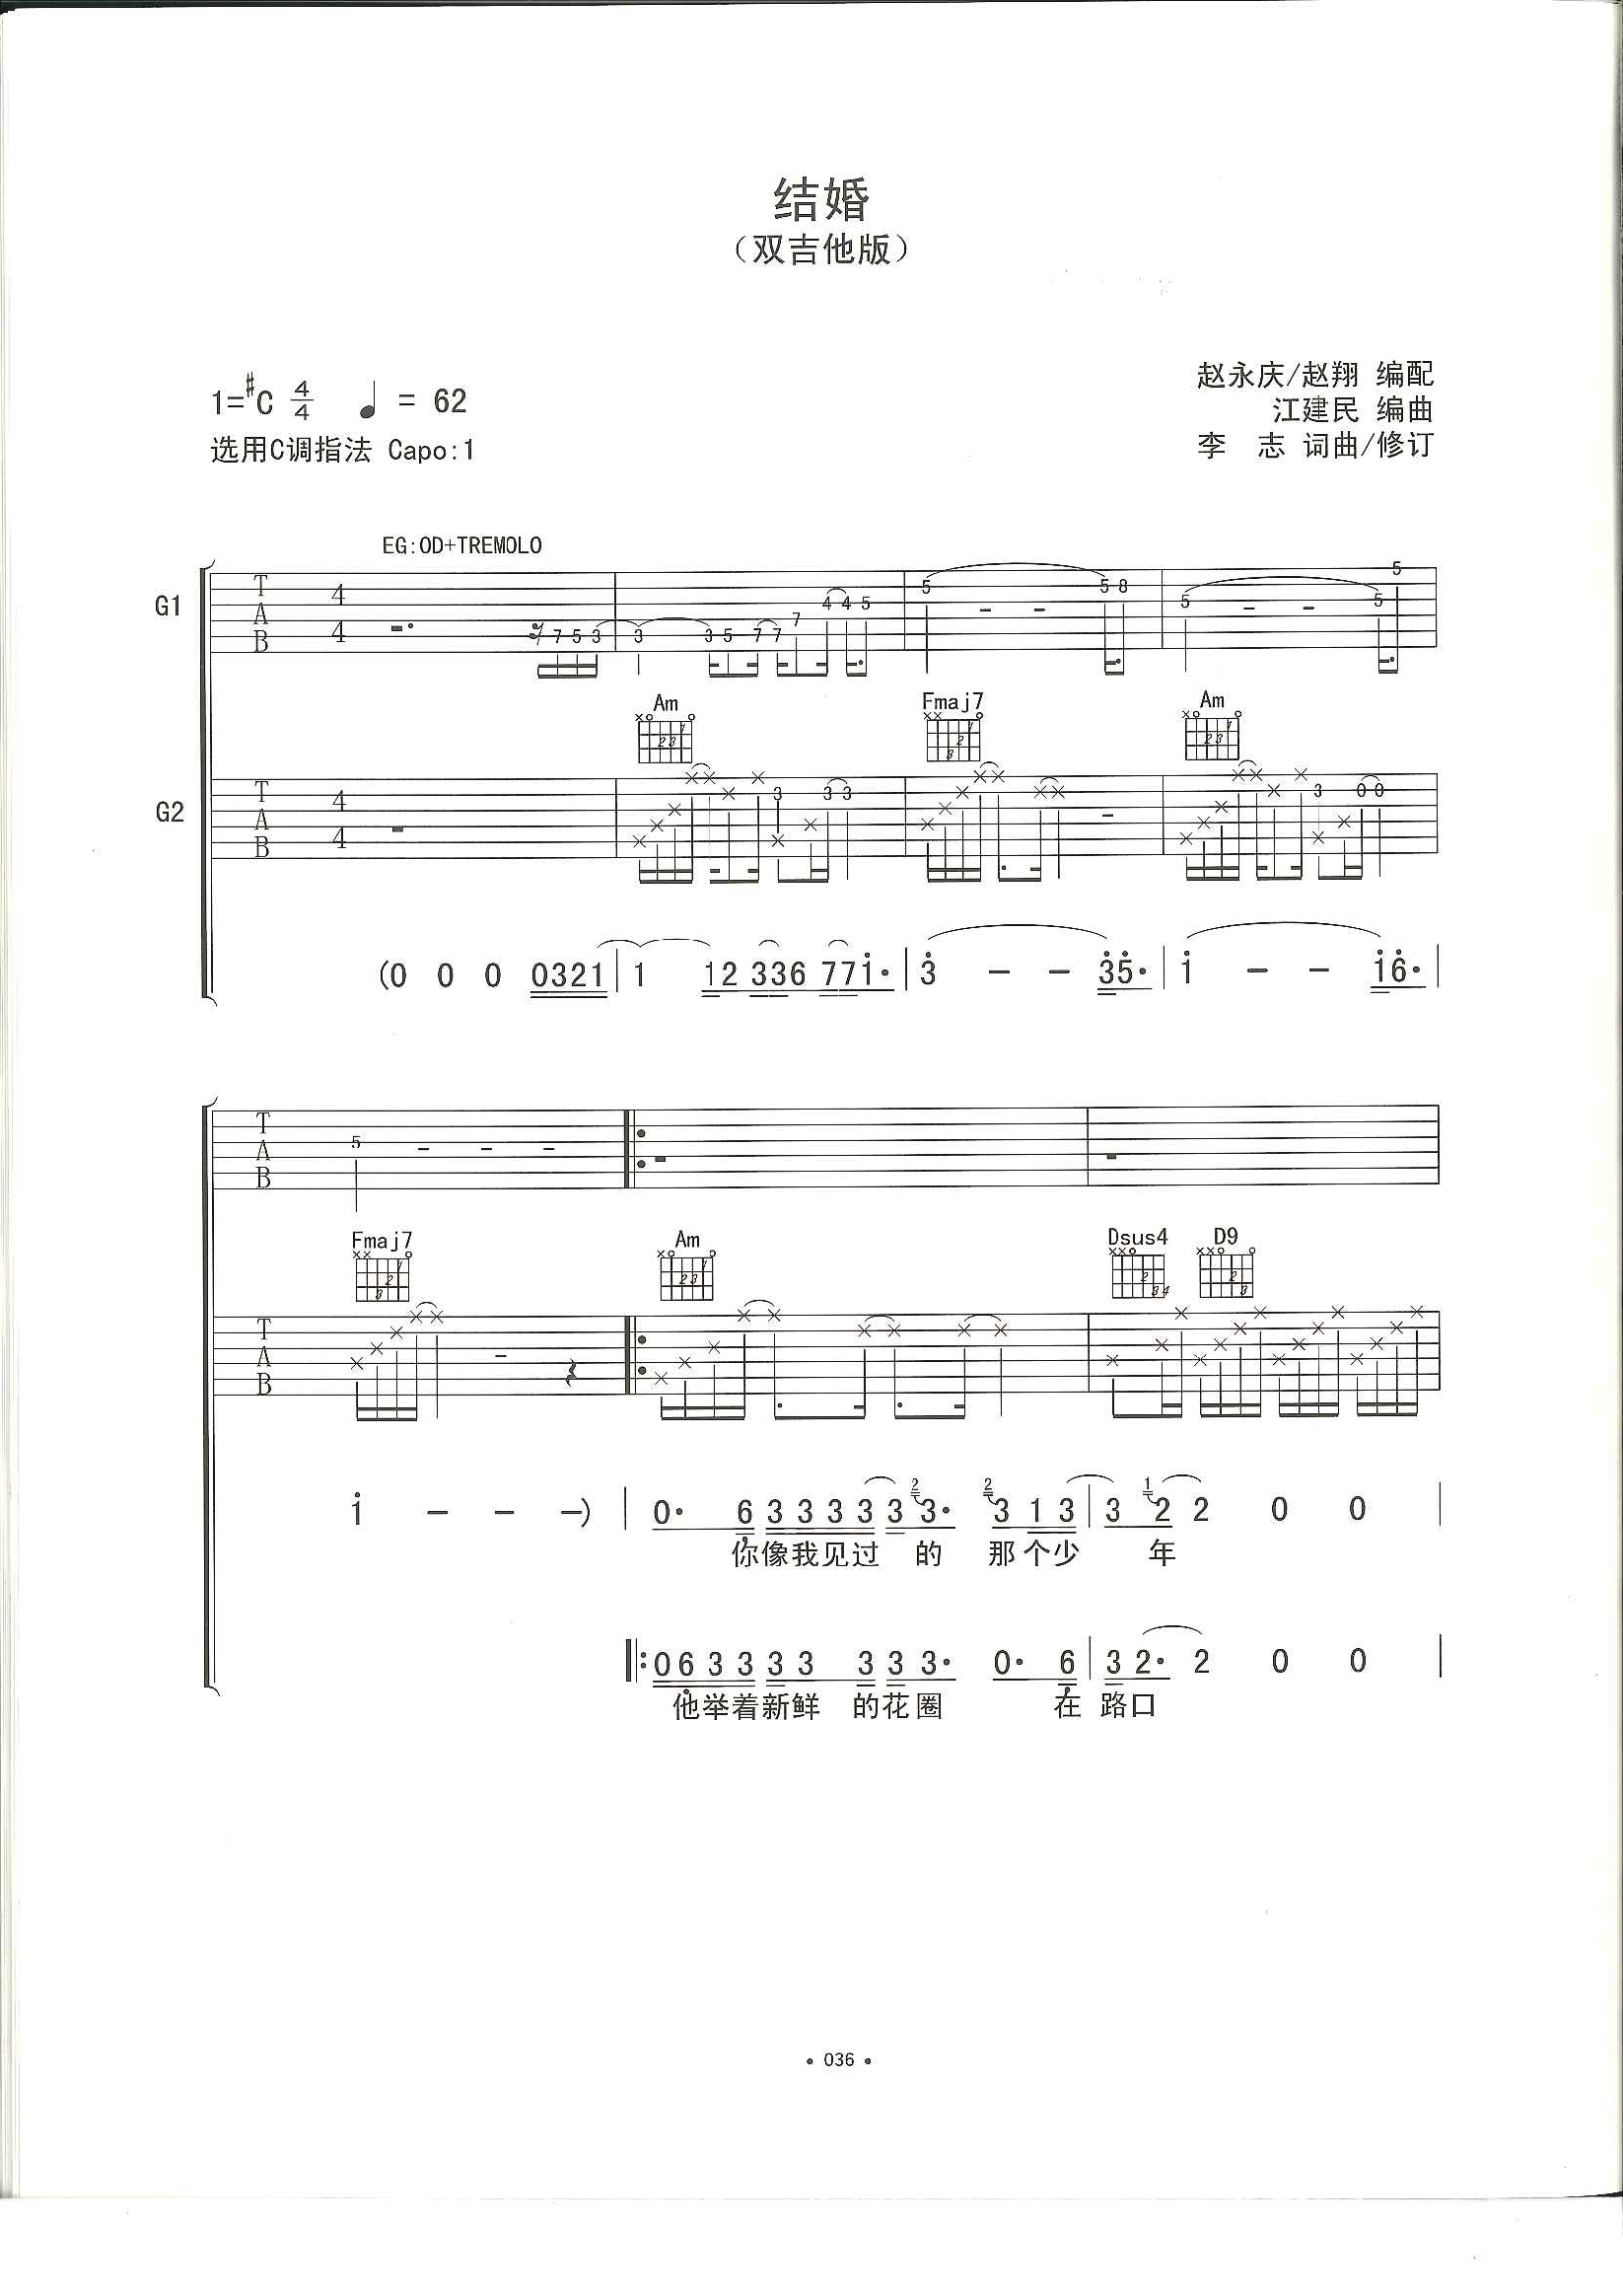 结婚
（双吉他版）
1=#C 4/4 ♩ = 62
选用C调指法 Capo:1
赵永庆/赵翔 编配
江建民 编曲
李 志 词曲/修订
EG:OD+TREMOLO
G1
T A B 4 4 7 5 3 3 3 5 7 7 7 4 4 5 5 5 8 5 5 5
Am Fmaj7 Am
G2
T A B 4 4 3 3 3 3 0 0
(0 0 0 0321 | 1 12 336 77i· | 3 - - 35· | i - - i6· |
T A B 5 - - -
Fmaj7 Am Dsus4 D9
T A B
i - - -) | 0· 6 3 3 3 3 3 2 3· 2 3 1 3 | 3 1 2 2 0 0 |
你像我见过 的 那个少 年
‖: 0 6 3 3 3 3 3 3 3· 0· 6 | 3 2· 2 0 0 |
他举着新鲜 的花圈 在 路口
• 036 •